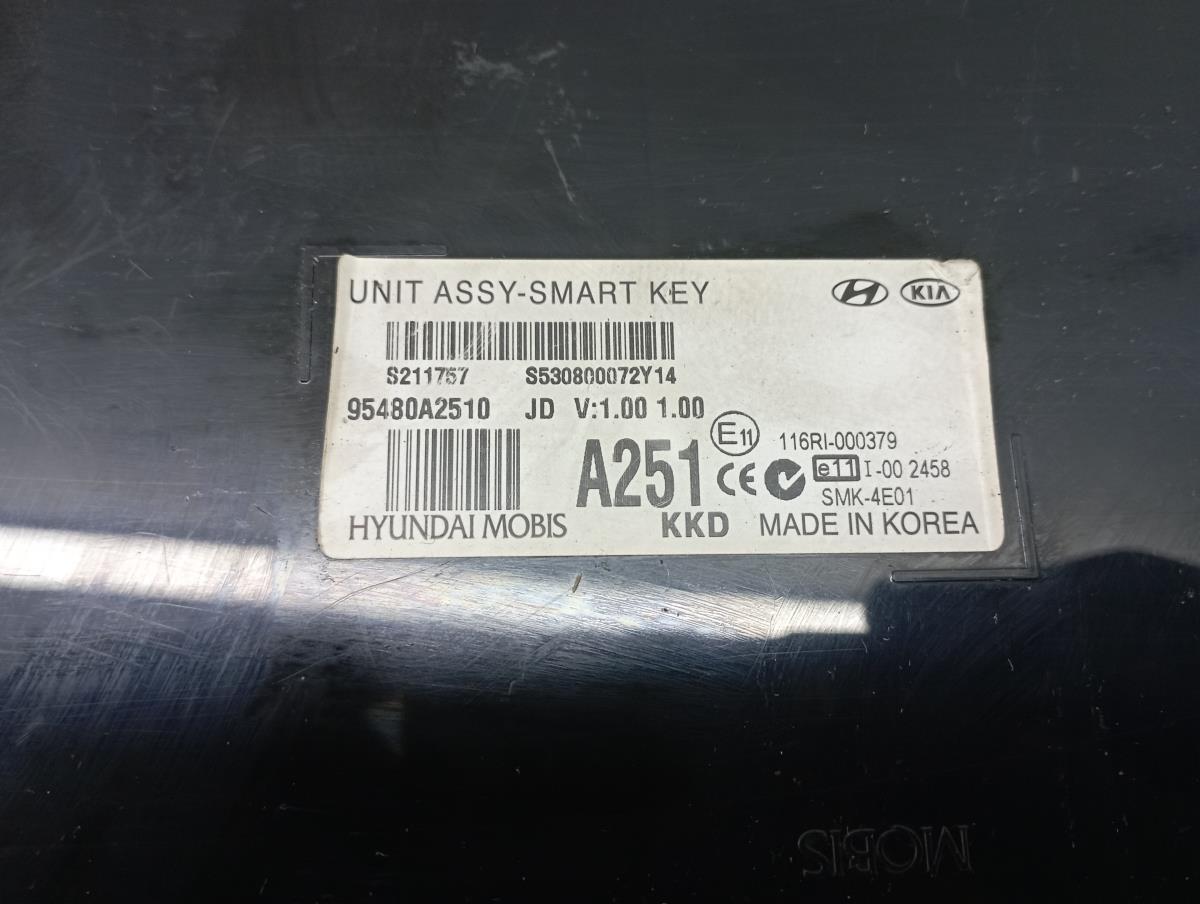 UNIT ASSY-SMART KEY
KIA
S211757 S530800072Y14
95480A2510 JD V:1.00 1.00
E11 116RI-000379
A251 CE e11 I-00 2458
SMK-4E01
HYUNDAI MOBIS KKD MADE IN KOREA
MOBIS